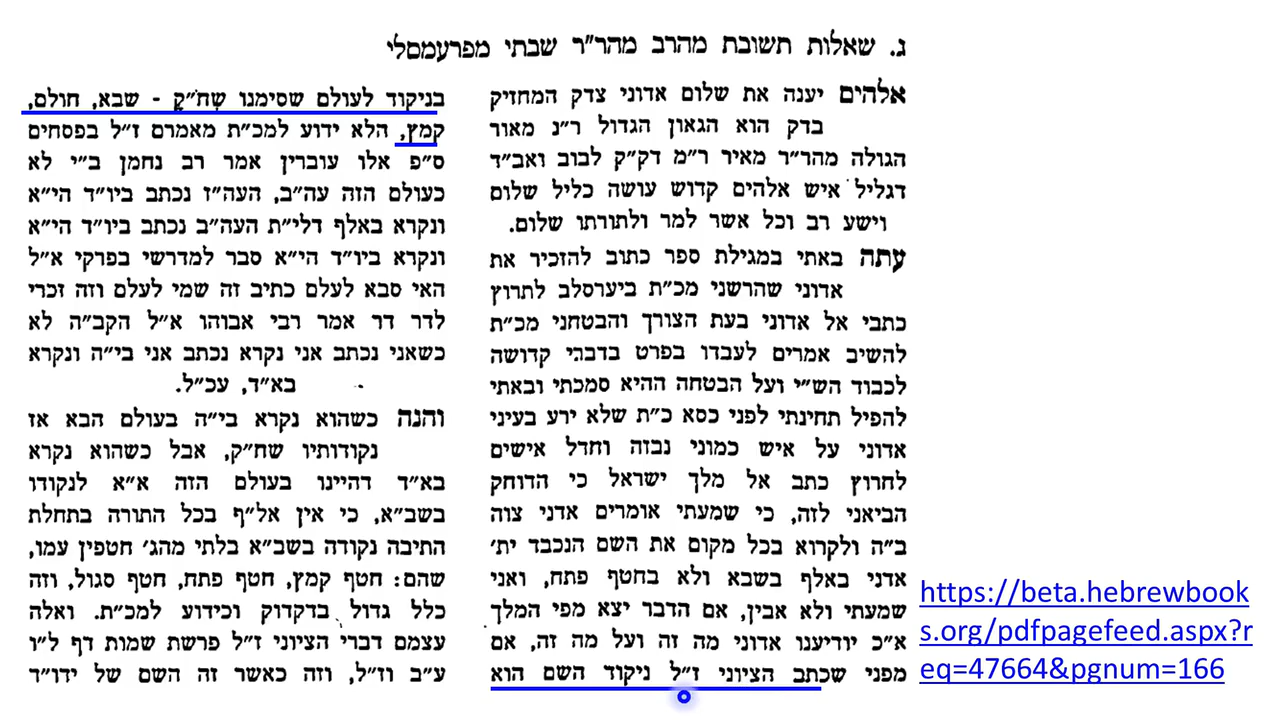 ג. שאלות תשובת מהרב מהר"ר שבתי מפרעמסלי
אלהים יענה את שלום אדוני צדק המחזיק
בדק הוא הגאון הגדול ר"נ מאור
הגולה מהר"ר מאיר ר"מ דק"ק לבוב ואב"ד
דגליל איש אלהים קדוש עושה כליל שלום
וישע רב וכל אשר למר ולתורתו שלום.
עתה באתי במגילת ספר כתוב להזכיר את
אדוני שהרשני מכ"ת ביערסלב לתרוץ
כתבי אל אדוני בעת הצורך והבטחני מכ"ת
להשיב אמרים לעבדו בפרט בדברי קדושה
לכבוד הש"י ועל הבטחה ההיא סמכתי ובאתי
להפיל תחינתי לפני כסא כ"ת שלא ירע בעיני
אדוני על איש כמוני נבזה וחדל אישים
לחרוץ כתב אל מלך ישראל כי הדוחק
הביאני לזה, כי שמעתי אומרים אדני צוה
ב"ה ולקרוא בכל מקום את השם הנכבד ית'
אדני באלף בשבא ולא בחטף פתח, ואני
שמעתי ולא אבין, אם הדבר יצא מפי המלך
א"כ יודיענו אדוני מה זה ועל מה זה, אם
מפני שכתב הציוני ז"ל ניקוד השם הוא
בניקוד לעולם שסימנו שְׁחֹ"קָ - שבא, חולם,
קמץ, הלא ידוע למכ"ת מאמרם ז"ל בפסחים
ס"פ אלו עוברין אמר רב נחמן ב"י לא
כעולם הזה עה"ב, העה"ז נכתב ביו"ד הי"א
ונקרא באלף דלי"ת העה"ב נכתב ביו"ד הי"א
ונקרא ביו"ד הי"א סבר למדרשי בפרקי א"ל
האי סבא לעלם כתיב זה שמי לעלם וזה זכרי
לדר דר אמר רבי אבוהו א"ל הקב"ה לא
כשאני נכתב אני נקרא נכתב אני בי"ה ונקרא
בא"ד, עכ"ל.
והנה כשהוא נקרא בי"ה בעולם הבא אז
נקודותיו שח"ק, אבל כשהוא נקרא
בא"ד דהיינו בעולם הזה א"א לנקודו
בשב"א, כי אין אל"ף בכל התורה בתחלת
התיבה נקודה בשב"א בלתי מהג' חטפין עמו,
שהם: חטף קמץ, חטף פתח, חטף סגול, וזה
כלל גדול בדקדוק וכידוע למכ"ת. ואלה
עצמם דברי הציוני ז"ל פרשת שמות דף ל"ו
ע"ב וז"ל, וזה כאשר זה השם של ידו"ד
https://beta.hebrewbook
s.org/pdfpagefeed.aspx?r
eq=47664&pgnum=166